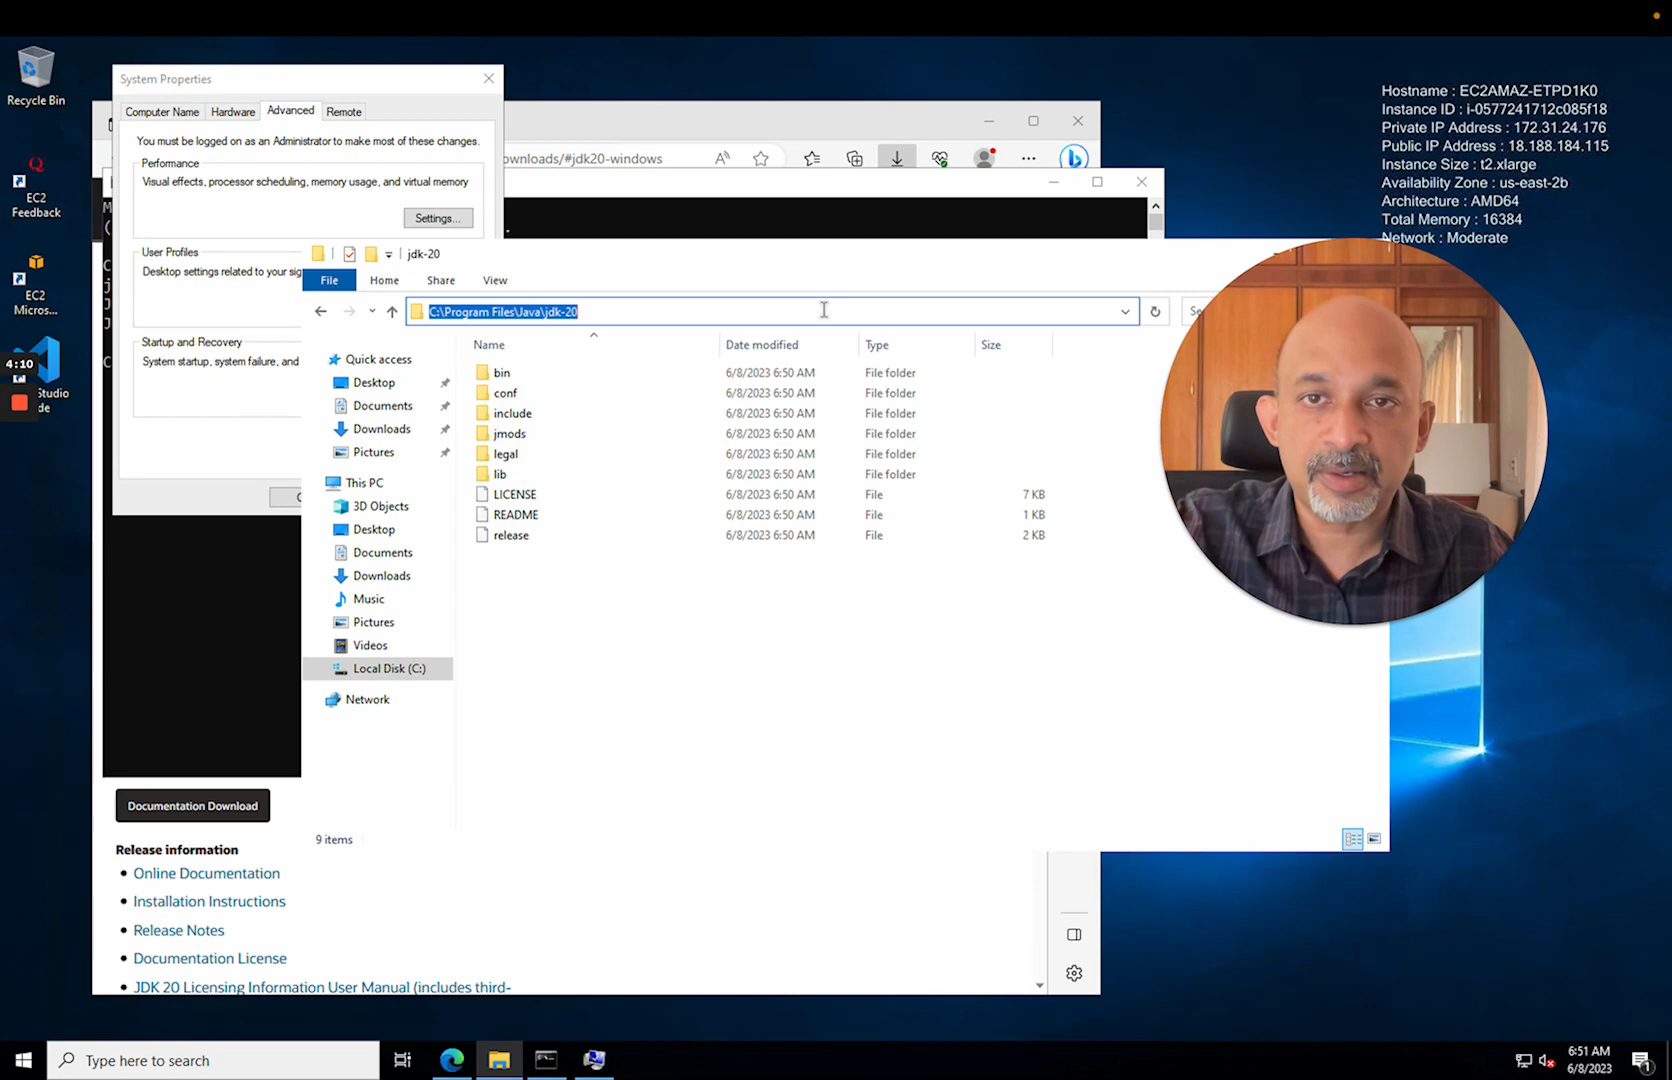 Recycle Bin
EC2
Feedback
EC2
Micros...
4:10
Studio
de
System Properties
Computer Name
Hardware
Advanced
Remote
You must be logged on as an Administrator to make most of these changes.
Performance
Visual effects, processor scheduling, memory usage, and virtual memory
Settings...
User Profiles
Desktop settings related to your sig
Startup and Recovery
System startup, system failure, and
ownloads/#jdk20-windows
jdk-20
File
Home
Share
View
C:\Program Files\Java\jdk-20
Se
Name
Date modified
Type
Size
bin 6/8/2023 6:50 AM File folder
conf 6/8/2023 6:50 AM File folder
include 6/8/2023 6:50 AM File folder
jmods 6/8/2023 6:50 AM File folder
legal 6/8/2023 6:50 AM File folder
lib 6/8/2023 6:50 AM File folder
LICENSE 6/8/2023 6:50 AM File 7 KB
README 6/8/2023 6:50 AM File 1 KB
release 6/8/2023 6:50 AM File 2 KB
Quick access
Desktop
Documents
Downloads
Pictures
This PC
3D Objects
Desktop
Documents
Downloads
Music
Pictures
Videos
Local Disk (C:)
Network
9 items
Hostname : EC2AMAZ-ETPD1K0
Instance ID : i-0577241712c085f18
Private IP Address : 172.31.24.176
Public IP Address : 18.188.184.115
Instance Size : t2.xlarge
Availability Zone : us-east-2b
Architecture : AMD64
Total Memory : 16384
Network : Moderate
Documentation Download
Release information
Online Documentation
Installation Instructions
Release Notes
Documentation License
JDK 20 Licensing Information User Manual (includes third-
Type here to search
6:51 AM
6/8/2023
1